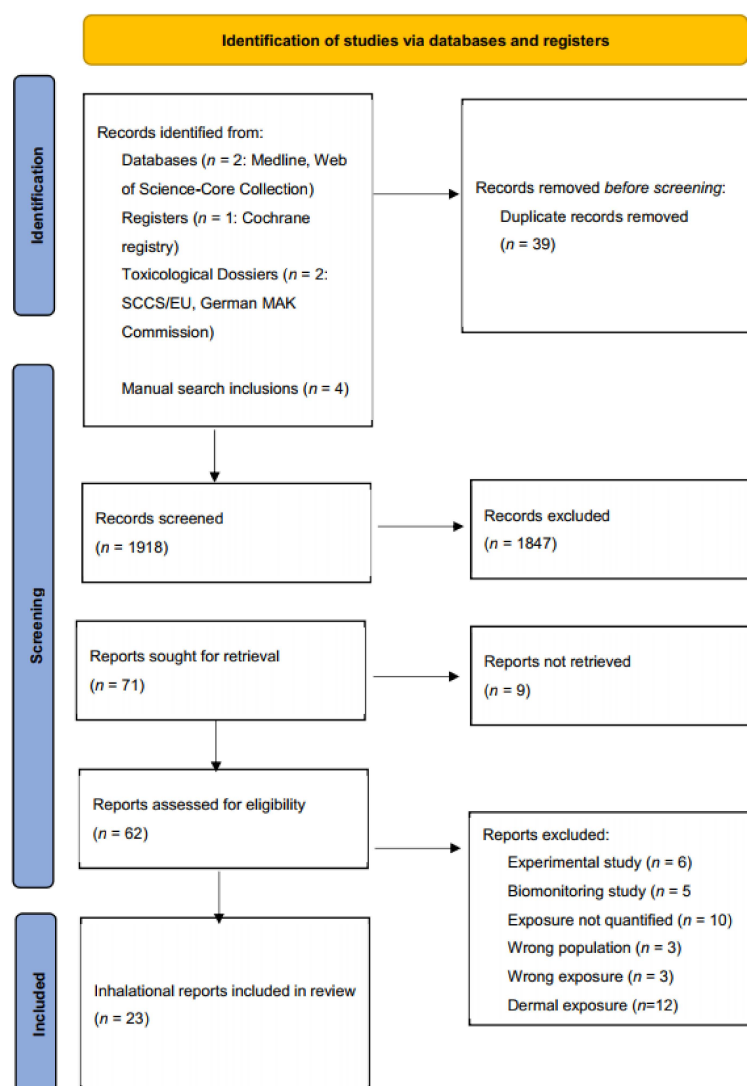 Identification of studies via databases and registers
Identification
Records identified from:
Databases (n = 2: Medline, Web
of Science-Core Collection)
Registers (n = 1: Cochrane
registry)
Toxicological Dossiers (n = 2:
SCCS/EU, German MAK
Commission)
Manual search inclusions (n = 4)
Records removed before screening:
Duplicate records removed
(n = 39)
Screening
Records screened
(n = 1918)
Records excluded
(n = 1847)
Reports sought for retrieval
(n = 71)
Reports not retrieved
(n = 9)
Reports assessed for eligibility
(n = 62)
Reports excluded:
Experimental study (n = 6)
Biomonitoring study (n = 5
Exposure not quantified (n = 10)
Wrong population (n = 3)
Wrong exposure (n = 3)
Dermal exposure (n=12)
Included
Inhalational reports included in review
(n = 23)